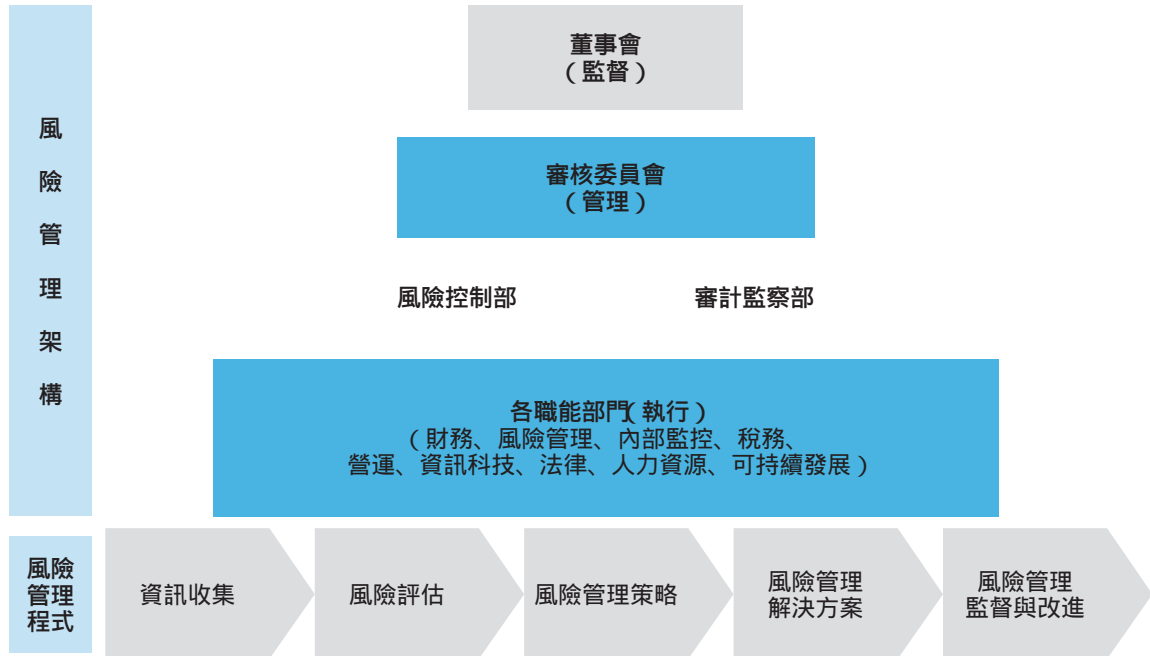 風
險
管
理
架
構
董事會
（監督）
審核委員會
（管理）
風險控制部
審計監察部
各職能部門（執行）
（財務、風險管理、內部監控、稅務、
營運、資訊科技、法律、人力資源、可持續發展）
風險
管理
程式
資訊收集
風險評估
風險管理策略
風險管理
解決方案
風險管理
監督與改進